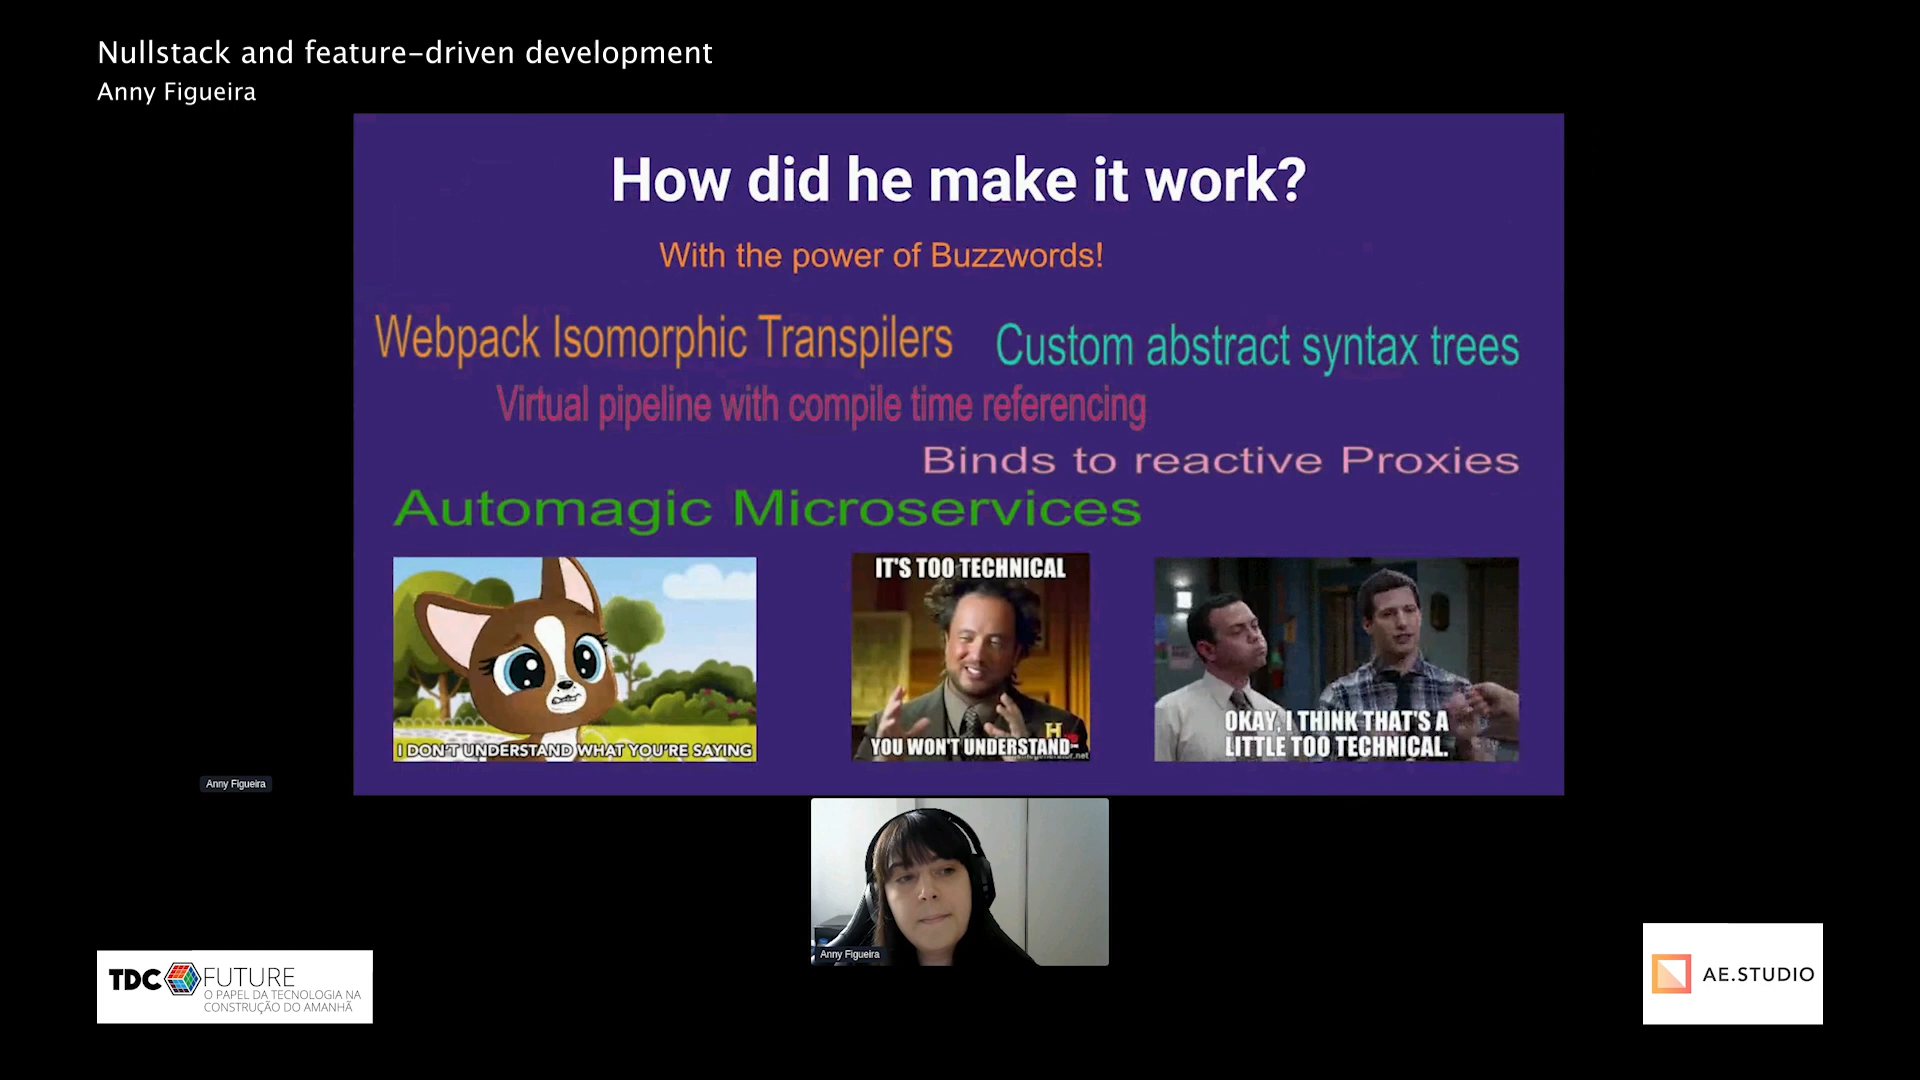 Nullstack and feature-driven development
Anny Figueira
How did he make it work?
With the power of Buzzwords!
Webpack Isomorphic Transpilers
Custom abstract syntax trees
Virtual pipeline with compile time referencing
Binds to reactive Proxies
Automagic Microservices
I DON'T UNDERSTAND WHAT YOU'RE SAYING
IT'S TOO TECHNICAL
YOU WON'T UNDERSTAND
H
OKAY, I THINK THAT'S A
LITTLE TOO TECHNICAL.
Anny Figueira
Anny Figueira
TDC FUTURE
O PAPEL DA TECNOLOGIA NA
CONSTRUÇÃO DO AMANHÃ
AE.STUDIO